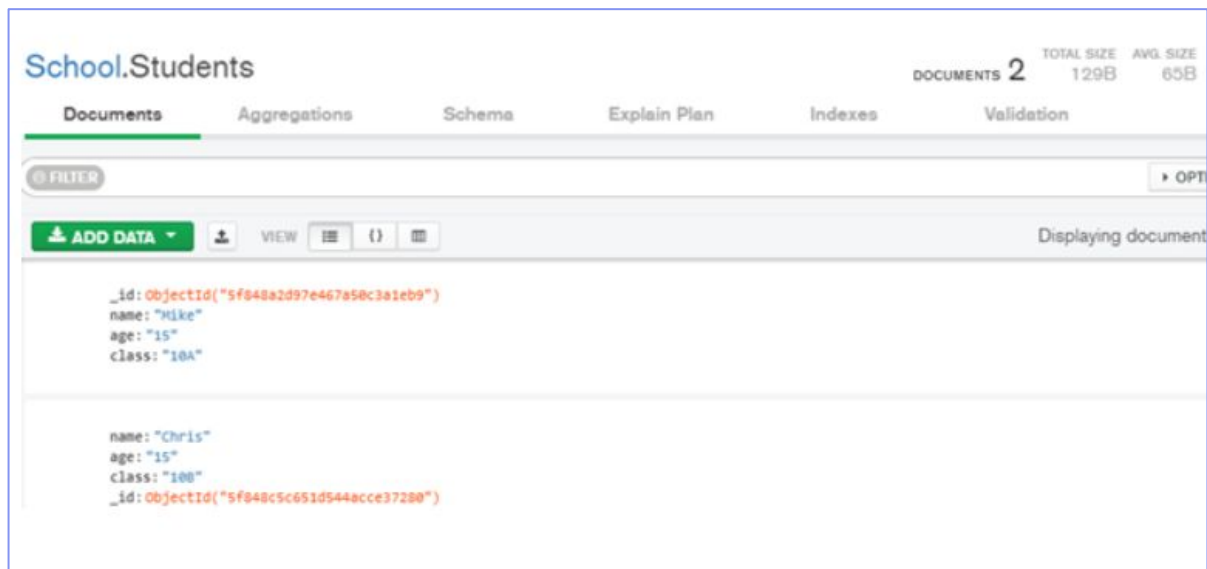 School.Students
DOCUMENTS 2 TOTAL SIZE 129B AVG. SIZE 65B
Documents Aggregations Schema Explain Plan Indexes Validation
FILTER OPTI
ADD DATA VIEW {} Displaying document
_id:ObjectId("5f848a2d97e467a50c3a1eb9")
name:"Mike"
age:"15"
class:"10A"
name:"Chris"
age:"15"
class:"10B"
_id:ObjectId("5f848c5c651d544acce37280")